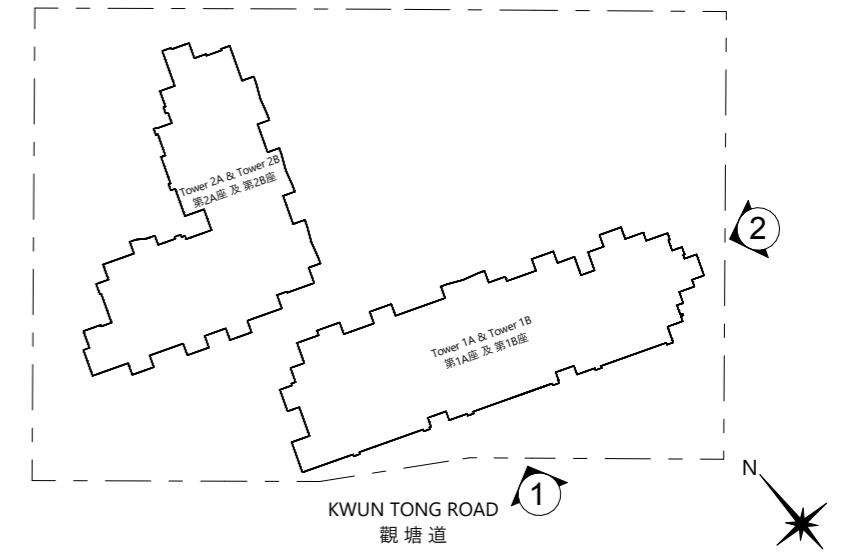 Tower 2A & Tower 2B
第2A座 及 第2B座
2
Tower 1A & Tower 1B
第1A座 及 第1B座
N
1
KWUN TONG ROAD
觀塘道